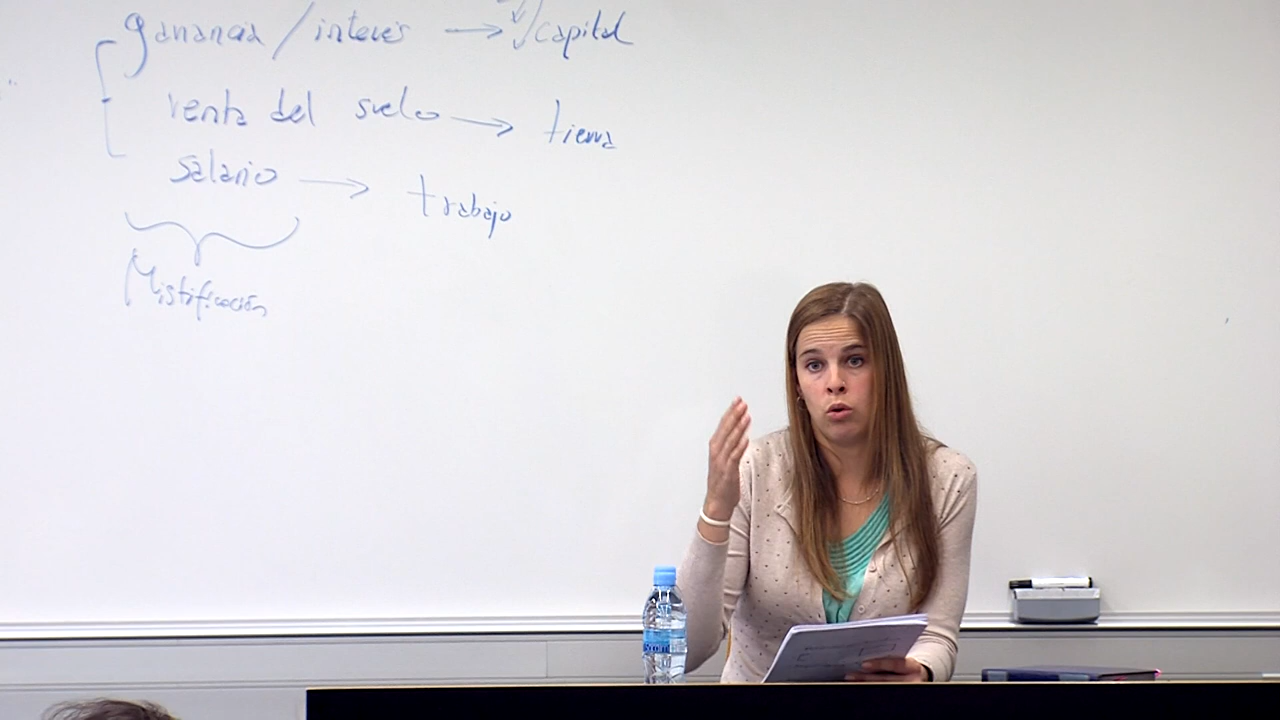 ganancia / interés → capital
renta del suelo → tierra
salario → trabajo
Mistificación